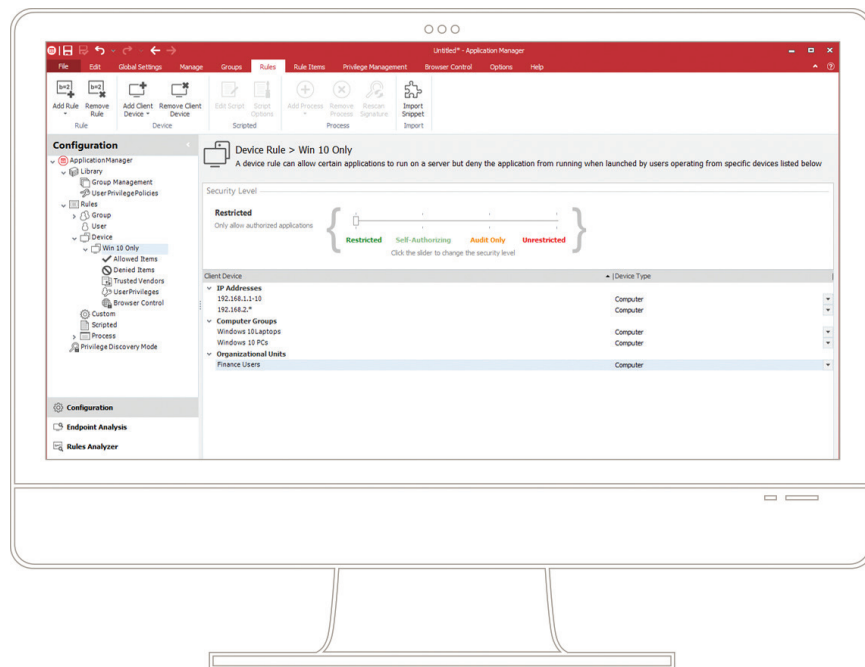 Untitled* - Application Manager
File Edit Global Settings Manage Groups Rules Rule Items Privilege Management Browser Control Options Help
b=2 b=2
Add Rule Remove Rule Add Client Device Remove Client Device Edit Script Script Options Add Process Remove Process Rescan Signature Import Snippet
Rule Device Scripted Process Import
Configuration
ApplicationManager
Library
Group Management
UserPrivilegePolicies
Rules
Group
User
Device
Win 10 Only
Allowed Items
Denied Items
Trusted Vendors
UserPrivileges
Browser Control
Custom
Scripted
Process
Privilege Discovery Mode
Configuration
Endpoint Analysis
Rules Analyzer
Device Rule > Win 10 Only
A device rule can allow certain applications to run on a server but deny the application from running when launched by users operating from specific devices listed below
Security Level
Restricted
Only allow authorized applications
Restricted Self-Authorizing Audit Only Unrestricted
Click the slider to change the security level
Client Device Device Type
IP Addresses
192.168.1.1-10 Computer
192.168.2.* Computer
Computer Groups
Windows 10Laptops Computer
Windows 10 PCs Computer
Organizational Units
Finance Users Computer